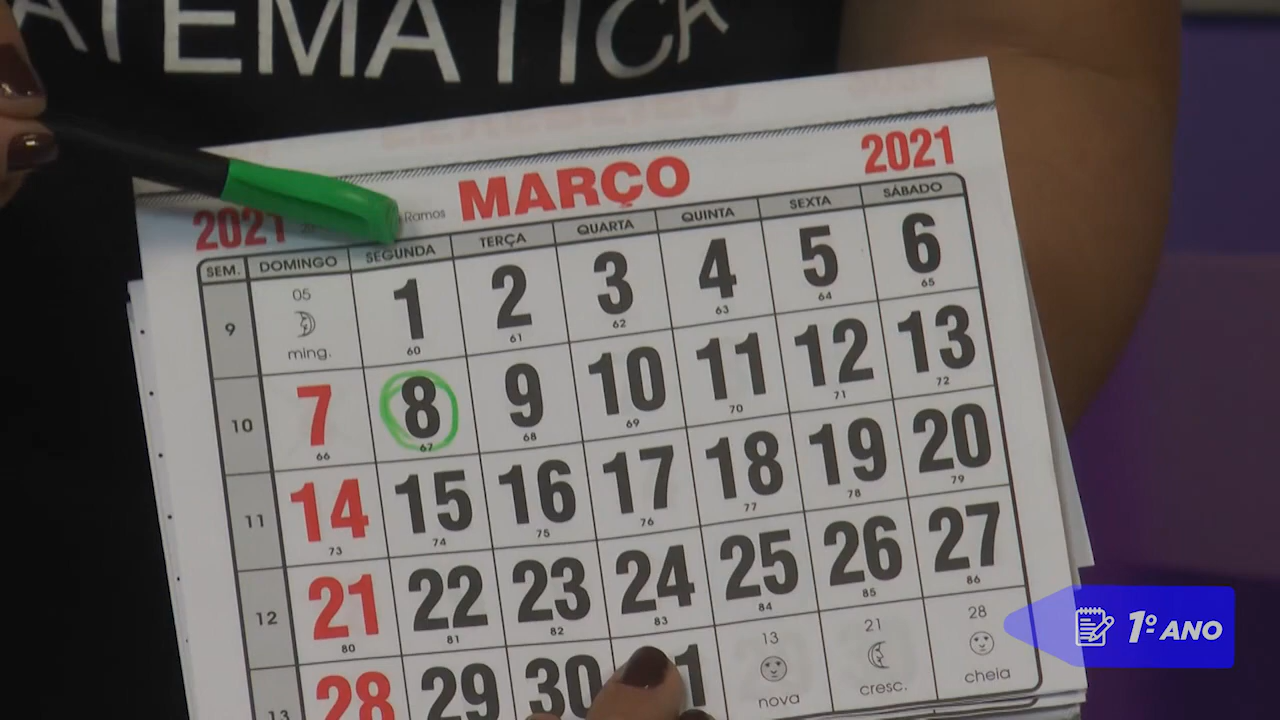 MATEMÁTICA
MARÇO
2021
2021
Ramos
SEM. DOMINGO SEGUNDA TERÇA QUARTA QUINTA SEXTA SÁBADO
05 ming.
9 1 2 3 4 5 6
60 61 62 63 64 65
10 7 8 9 10 11 12 13
66 67 68 69 70 71 72
11 14 15 16 17 18 19 20
73 74 75 76 77 78 79
12 21 22 23 24 25 26 27
80 81 82 83 84 85 86
13 28 29 30 31
13 nova 21 cresc. 28 cheia
1º ANO